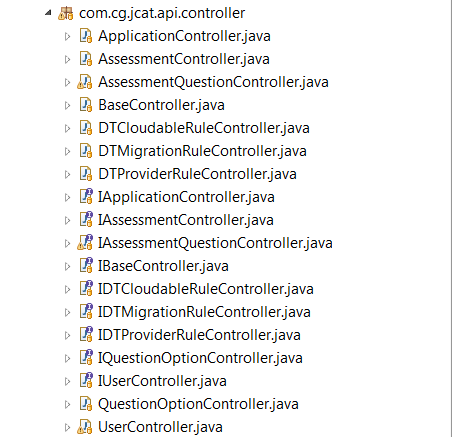 com.cg.jcat.api.controller
ApplicationController.java
AssessmentController.java
AssessmentQuestionController.java
BaseController.java
DTCloudableRuleController.java
DTMigrationRuleController.java
DTProviderRuleController.java
IApplicationController.java
IAssessmentController.java
IAssessmentQuestionController.java
IBaseController.java
IDTCloudableRuleController.java
IDTMigrationRuleController.java
IDTProviderRuleController.java
IQuestionOptionController.java
IUserController.java
QuestionOptionController.java
UserController.java